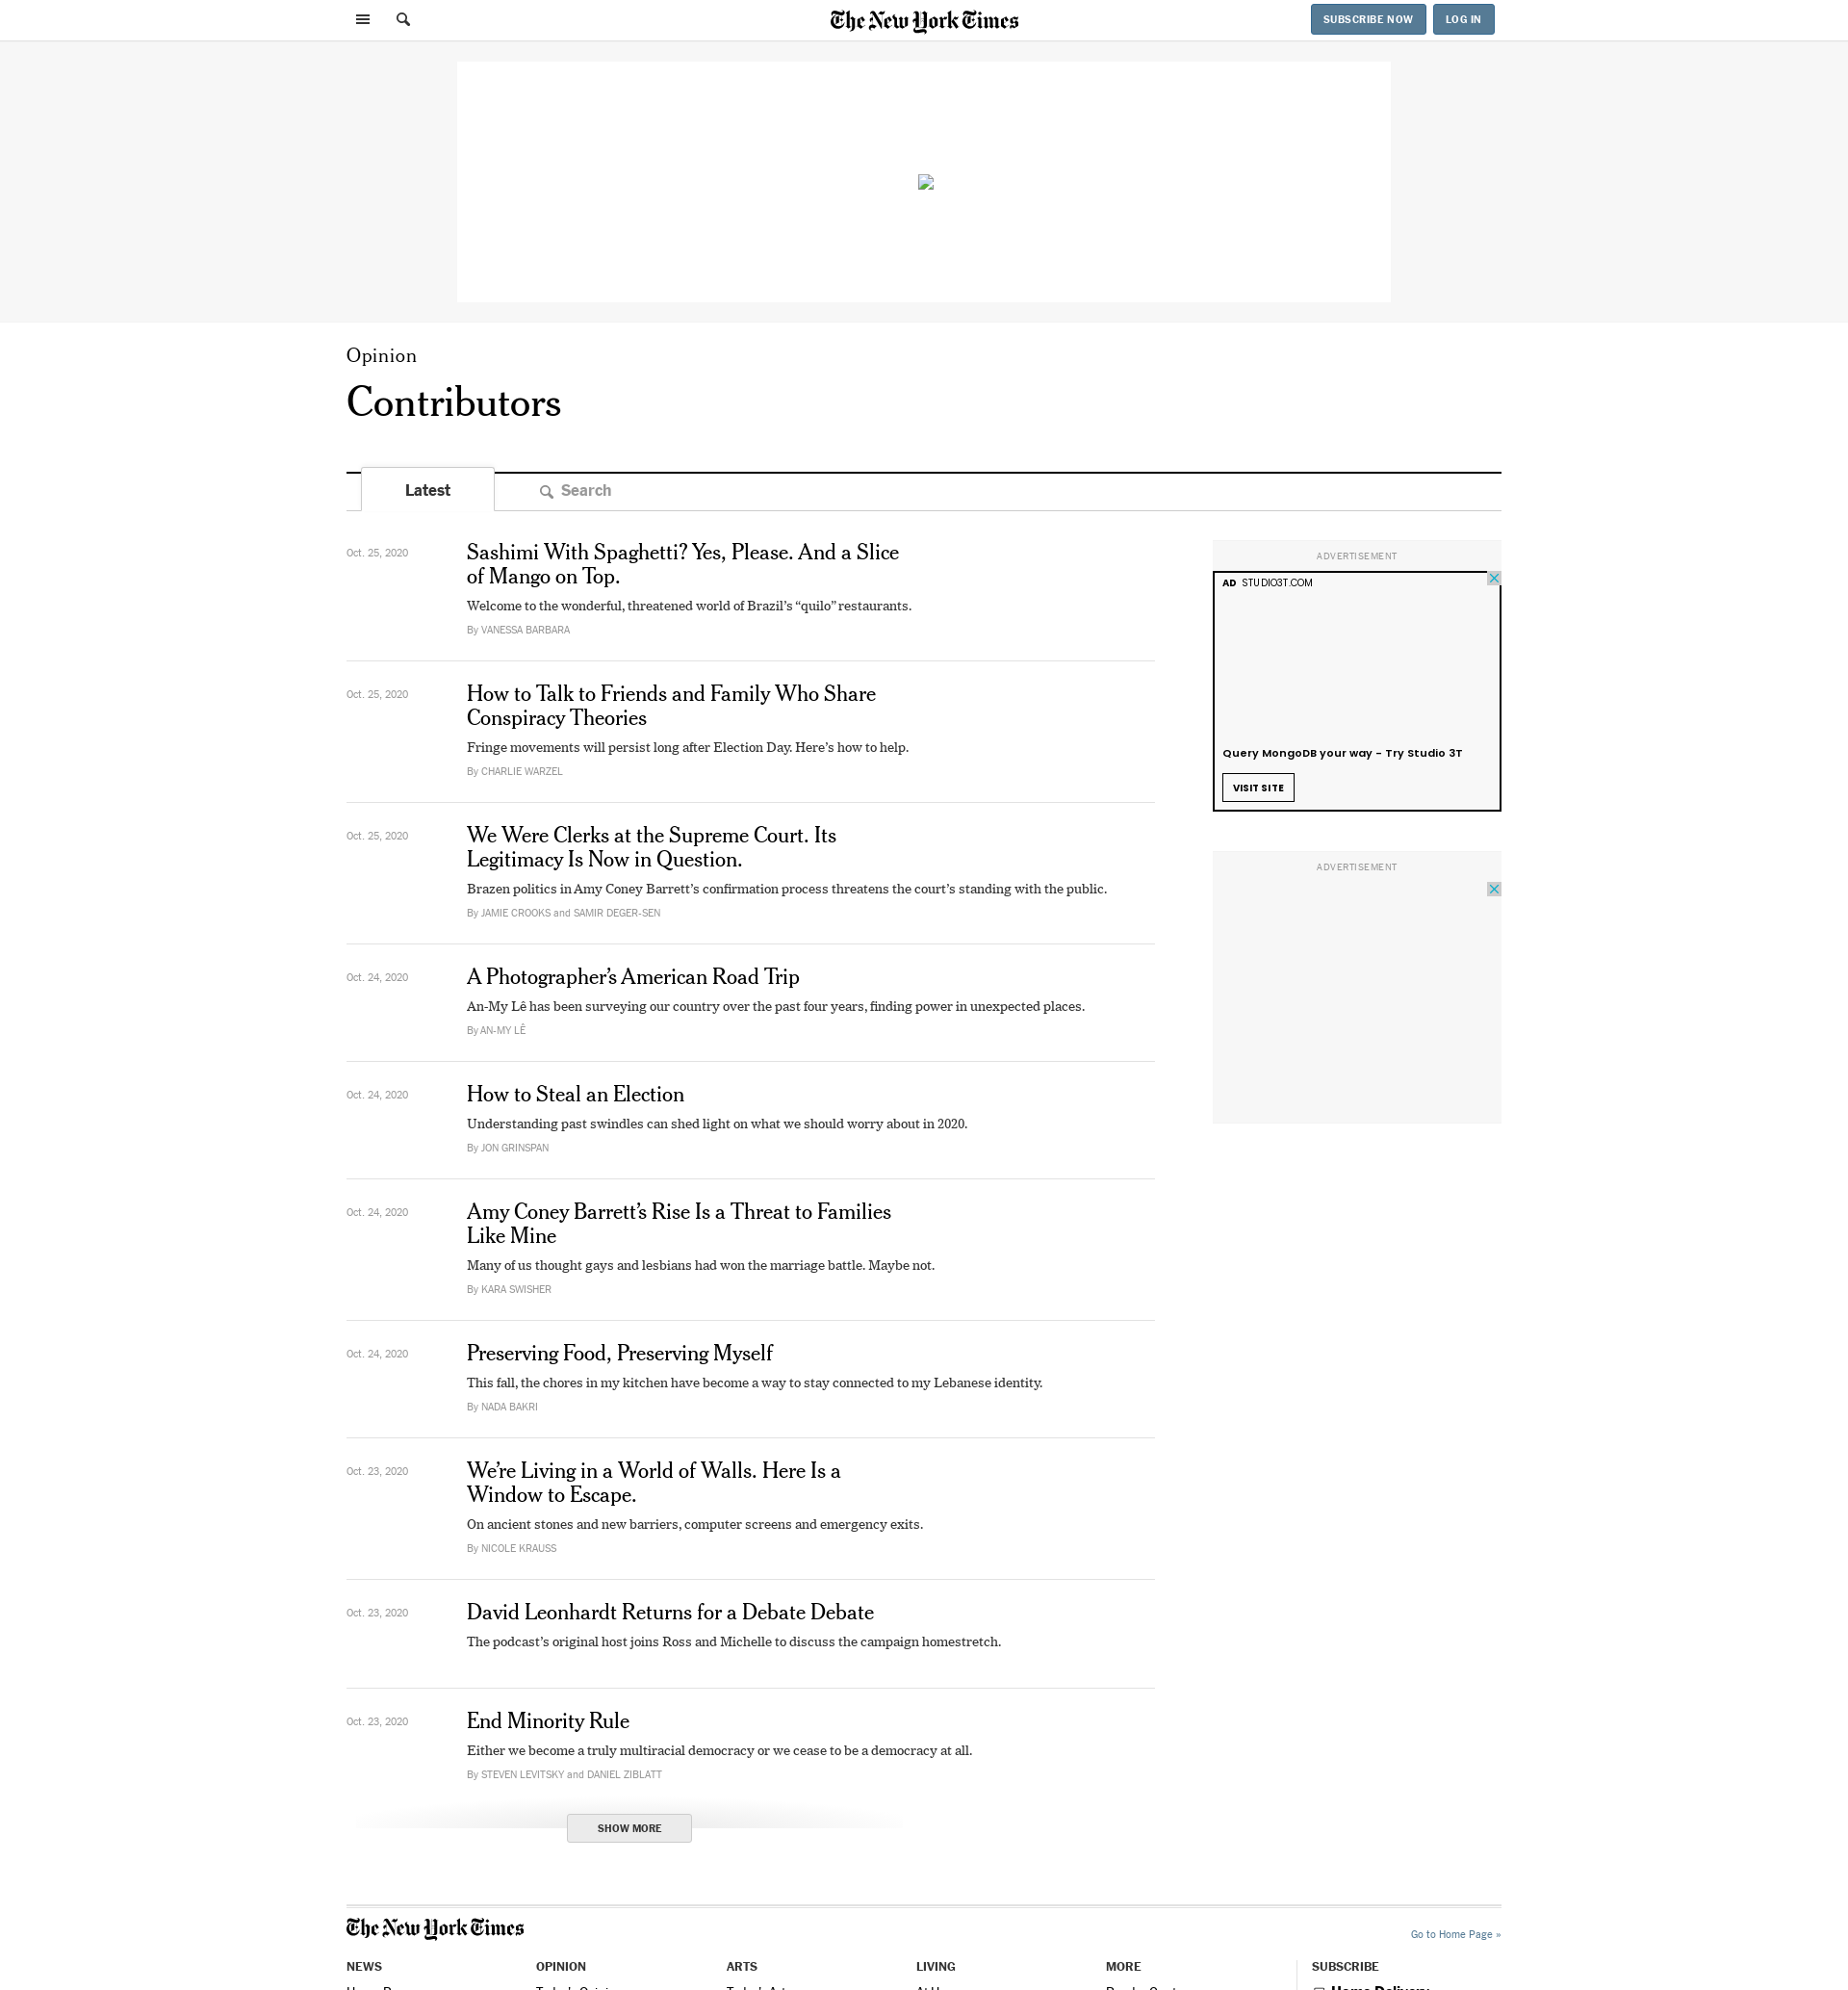 The New York Times
SUBSCRIBE NOW
LOG IN
Opinion
Contributors
Latest
Search
Oct. 25, 2020
Sashimi With Spaghetti? Yes, Please. And a Slice
of Mango on Top.
Welcome to the wonderful, threatened world of Brazil’s “quilo” restaurants.
By VANESSA BARBARA
Oct. 25, 2020
How to Talk to Friends and Family Who Share
Conspiracy Theories
Fringe movements will persist long after Election Day. Here’s how to help.
By CHARLIE WARZEL
Oct. 25, 2020
We Were Clerks at the Supreme Court. Its
Legitimacy Is Now in Question.
Brazen politics in Amy Coney Barrett’s confirmation process threatens the court’s standing with the public.
By JAMIE CROOKS and SAMIR DEGER-SEN
Oct. 24, 2020
A Photographer’s American Road Trip
An-My Lê has been surveying our country over the past four years, finding power in unexpected places.
By AN-MY LÊ
Oct. 24, 2020
How to Steal an Election
Understanding past swindles can shed light on what we should worry about in 2020.
By JON GRINSPAN
Oct. 24, 2020
Amy Coney Barrett’s Rise Is a Threat to Families
Like Mine
Many of us thought gays and lesbians had won the marriage battle. Maybe not.
By KARA SWISHER
Oct. 24, 2020
Preserving Food, Preserving Myself
This fall, the chores in my kitchen have become a way to stay connected to my Lebanese identity.
By NADA BAKRI
Oct. 23, 2020
We’re Living in a World of Walls. Here Is a
Window to Escape.
On ancient stones and new barriers, computer screens and emergency exits.
By NICOLE KRAUSS
Oct. 23, 2020
David Leonhardt Returns for a Debate Debate
The podcast’s original host joins Ross and Michelle to discuss the campaign homestretch.
Oct. 23, 2020
End Minority Rule
Either we become a truly multiracial democracy or we cease to be a democracy at all.
By STEVEN LEVITSKY and DANIEL ZIBLATT
SHOW MORE
ADVERTISEMENT
AD STUDIO3T.COM
Query MongoDB your way - Try Studio 3T
VISIT SITE
ADVERTISEMENT
The New York Times
Go to Home Page »
NEWS
OPINION
ARTS
LIVING
MORE
SUBSCRIBE
Home Delivery